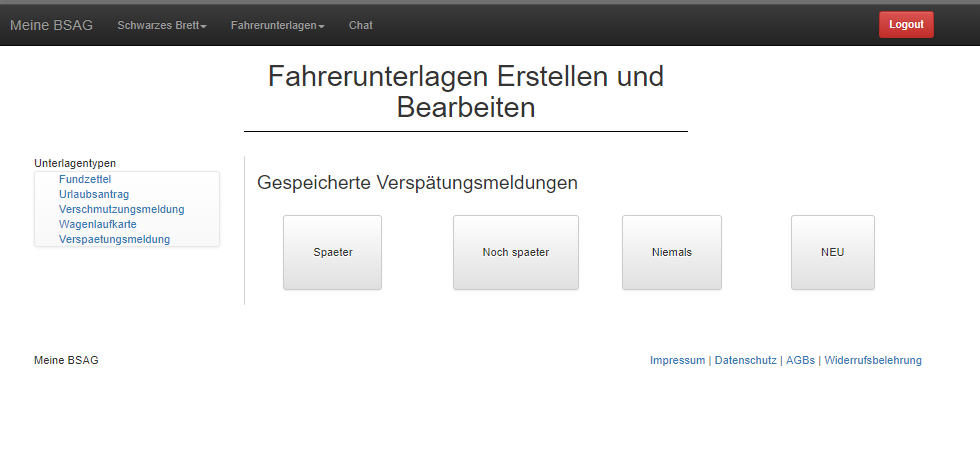 Meine BSAG Schwarzes Brett Fahrerunterlagen Chat Logout
Fahrerunterlagen Erstellen und
Bearbeiten
Unterlagentypen
Fundzettel
Urlaubsantrag
Verschmutzungsmeldung
Wagenlaufkarte
Verspaetungsmeldung
Gespeicherte Verspätungsmeldungen
Spaeter Noch spaeter Niemals NEU
Meine BSAG Impressum | Datenschutz | AGBs | Widerrufsbelehrung